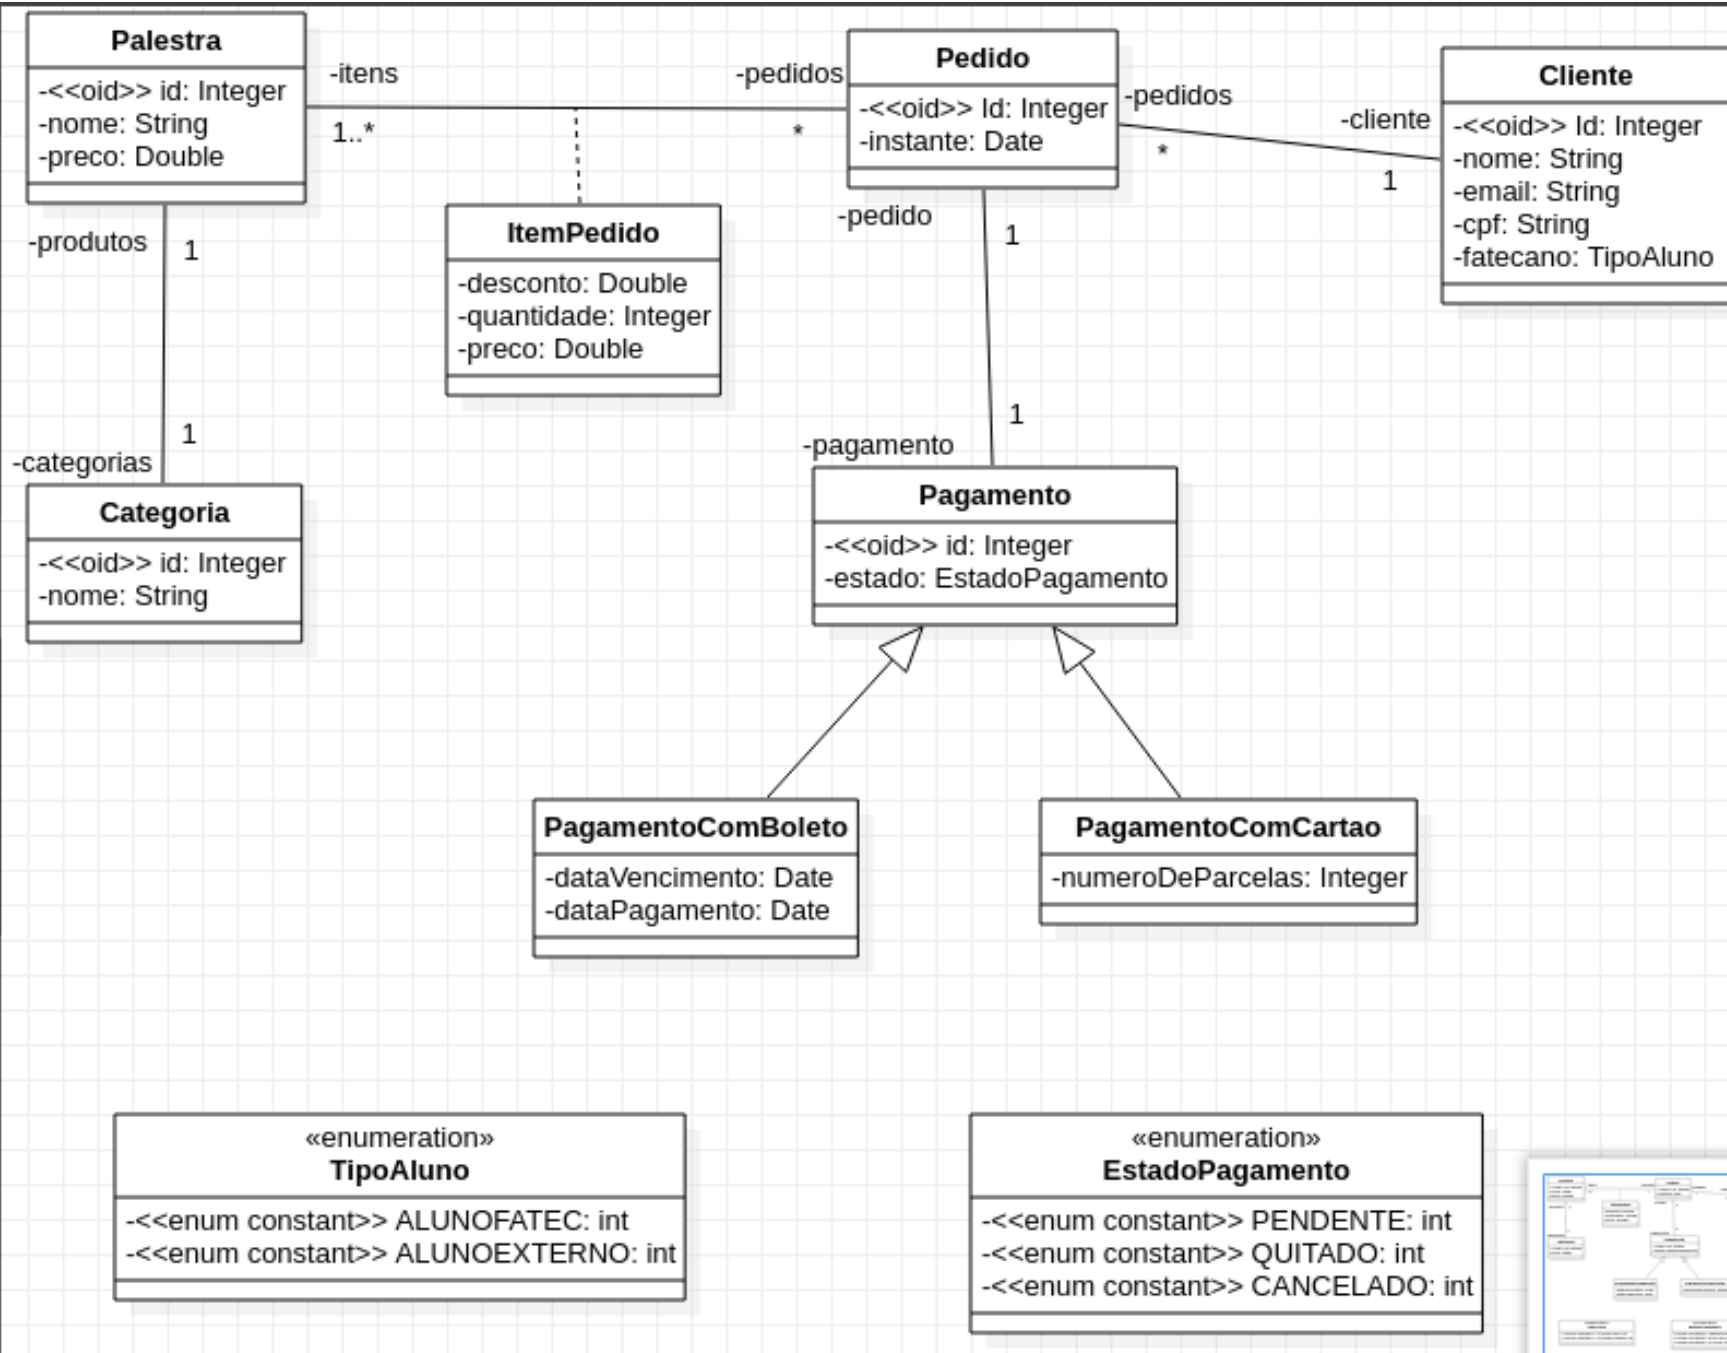 Palestra
-<<oid>> id: Integer
-nome: String
-preco: Double
-itens
1..*
-pedidos
*
Pedido
-<<oid>> Id: Integer
-instante: Date
-pedidos
*
-cliente
1
Cliente
-<<oid>> Id: Integer
-nome: String
-email: String
-cpf: String
-fatecano: TipoAluno
-produtos
1
ItemPedido
-desconto: Double
-quantidade: Integer
-preco: Double
-pedido
1
1
-categorias
1
-pagamento
Categoria
-<<oid>> id: Integer
-nome: String
Pagamento
-<<oid>> id: Integer
-estado: EstadoPagamento
PagamentoComBoleto
-dataVencimento: Date
-dataPagamento: Date
PagamentoComCartao
-numeroDeParcelas: Integer
«enumeration»
TipoAluno
-<<enum constant>> ALUNOFATEC: int
-<<enum constant>> ALUNOEXTERNO: int
«enumeration»
EstadoPagamento
-<<enum constant>> PENDENTE: int
-<<enum constant>> QUITADO: int
-<<enum constant>> CANCELADO: int